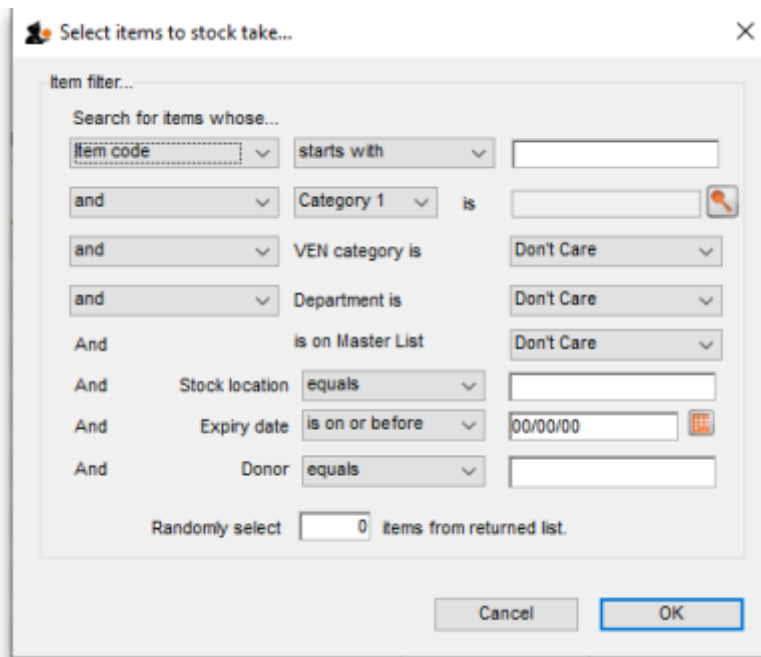 Select items to stock take...
Item filter...
Search for items whose...
Item code starts with
and Category 1 is
and VEN category is Don't Care
and Department is Don't Care
And is on Master List Don't Care
And Stock location equals
And Expiry date is on or before 00/00/00
And Donor equals
Randomly select 0 items from returned list.
Cancel OK